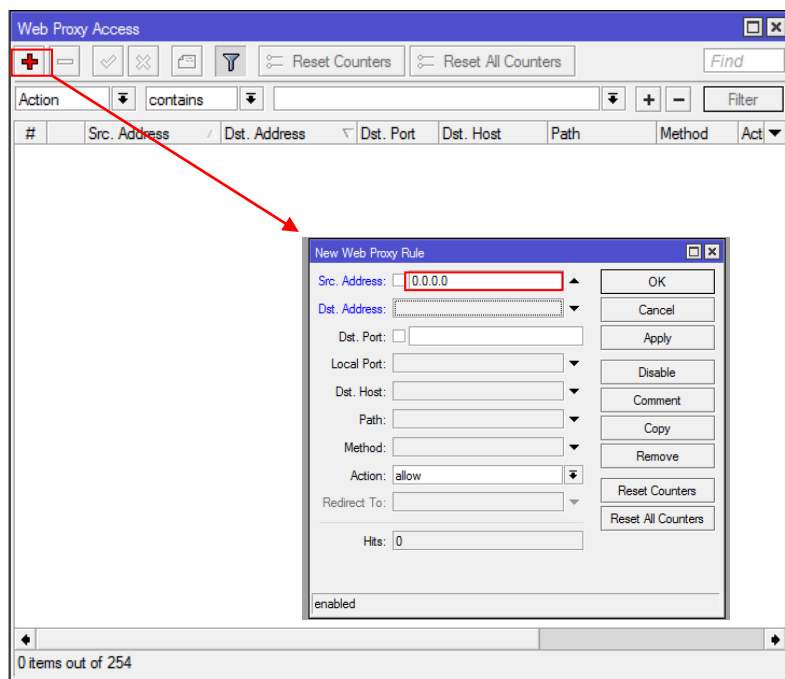 Web Proxy Access
Reset Counters Reset All Counters Find
Action contains Filter
# Src. Address Dst. Address Dst. Port Dst. Host Path Method Act
New Web Proxy Rule
Src. Address: 0.0.0.0 OK
Dst. Address: Cancel
Dst. Port: Apply
Local Port: Disable
Dst. Host: Comment
Path: Copy
Method: Remove
Action: allow
Redirect To: Reset Counters
Reset All Counters
Hits: 0
enabled
0 items out of 254